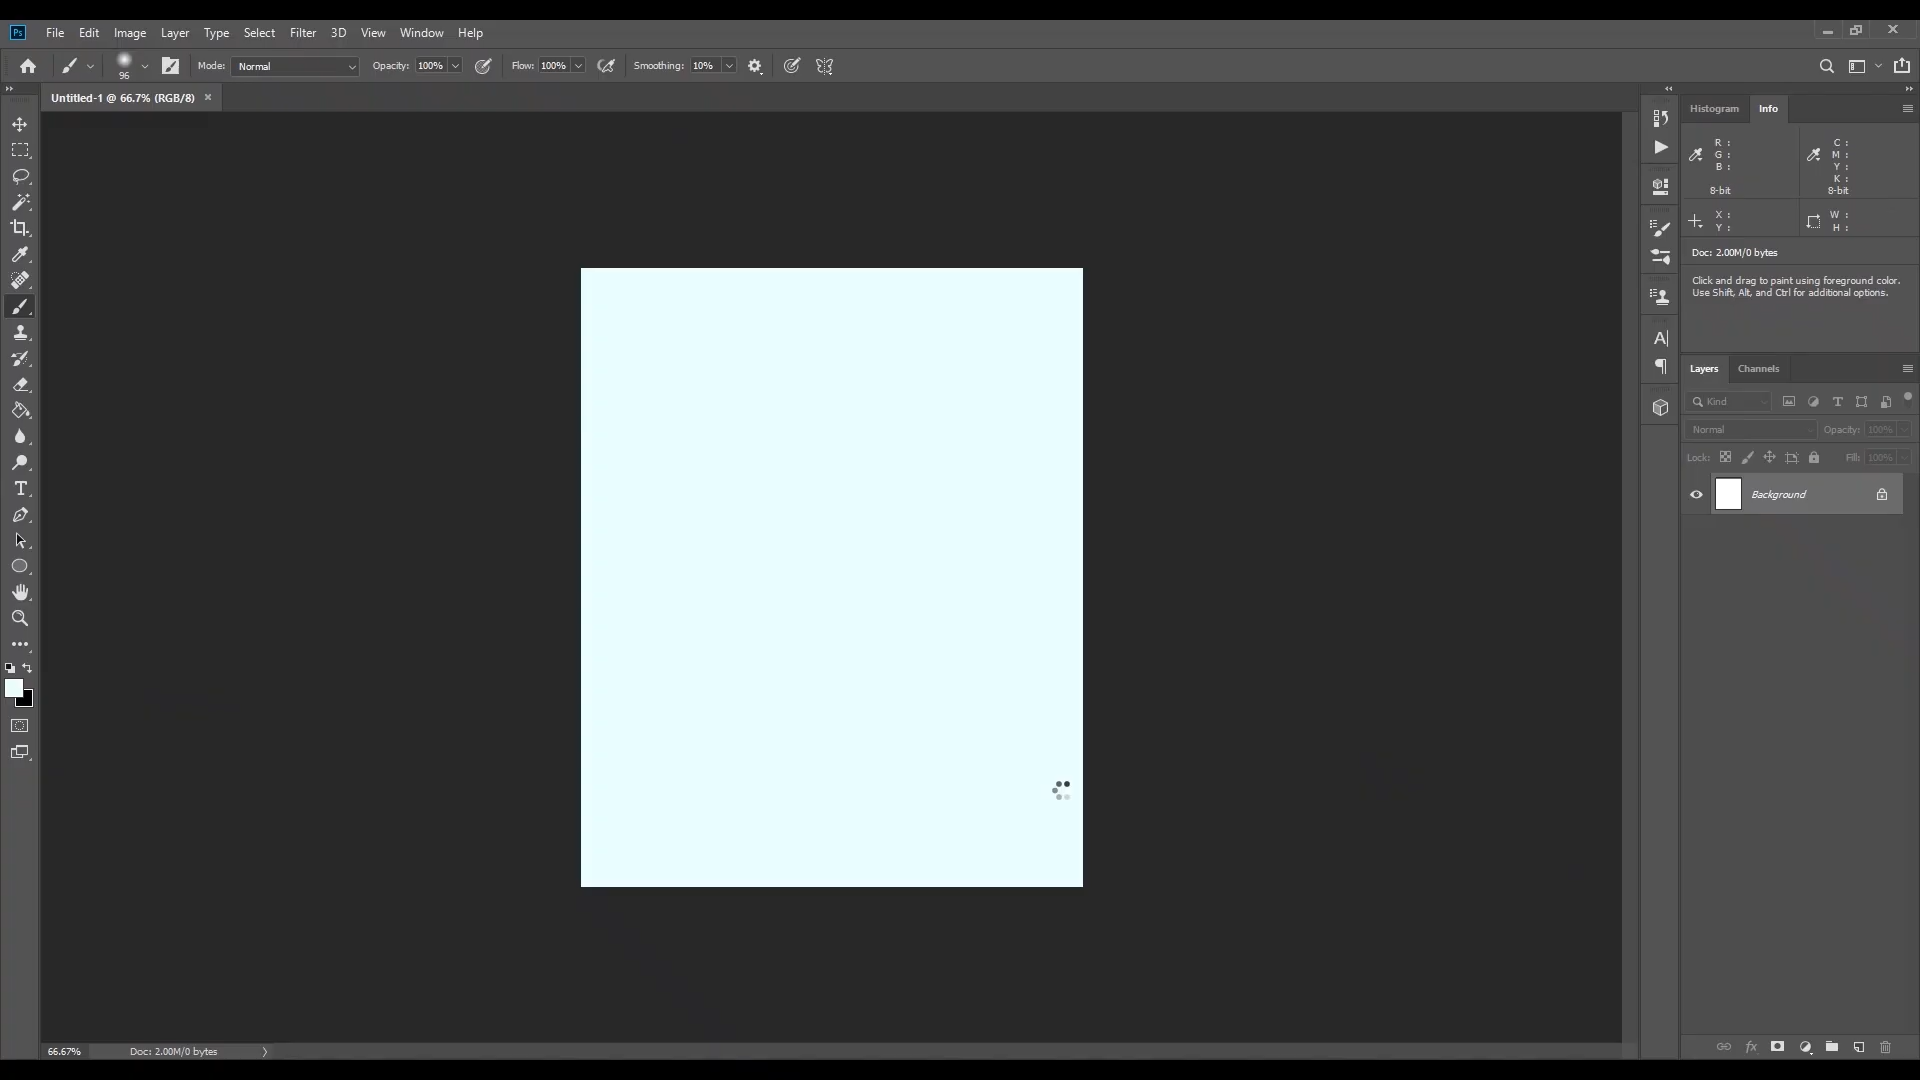 Ps File Edit Image Layer Type Select Filter 3D View Window Help
96 Mode: Normal Opacity: 100% Flow: 100% Smoothing: 10%
Untitled-1 @ 66.7% (RGB/8) ×
Histogram Info
R : C :
G : M :
B : Y :
K :
8-bit 8-bit
X : W :
Y : H :
Doc: 2.00M/0 bytes
Click and drag to paint using foreground color.
Use Shift, Alt, and Ctrl for additional options.
Layers Channels
Kind
Normal Opacity: 100%
Lock: Fill: 100%
Background
66.67% Doc: 2.00M/0 bytes